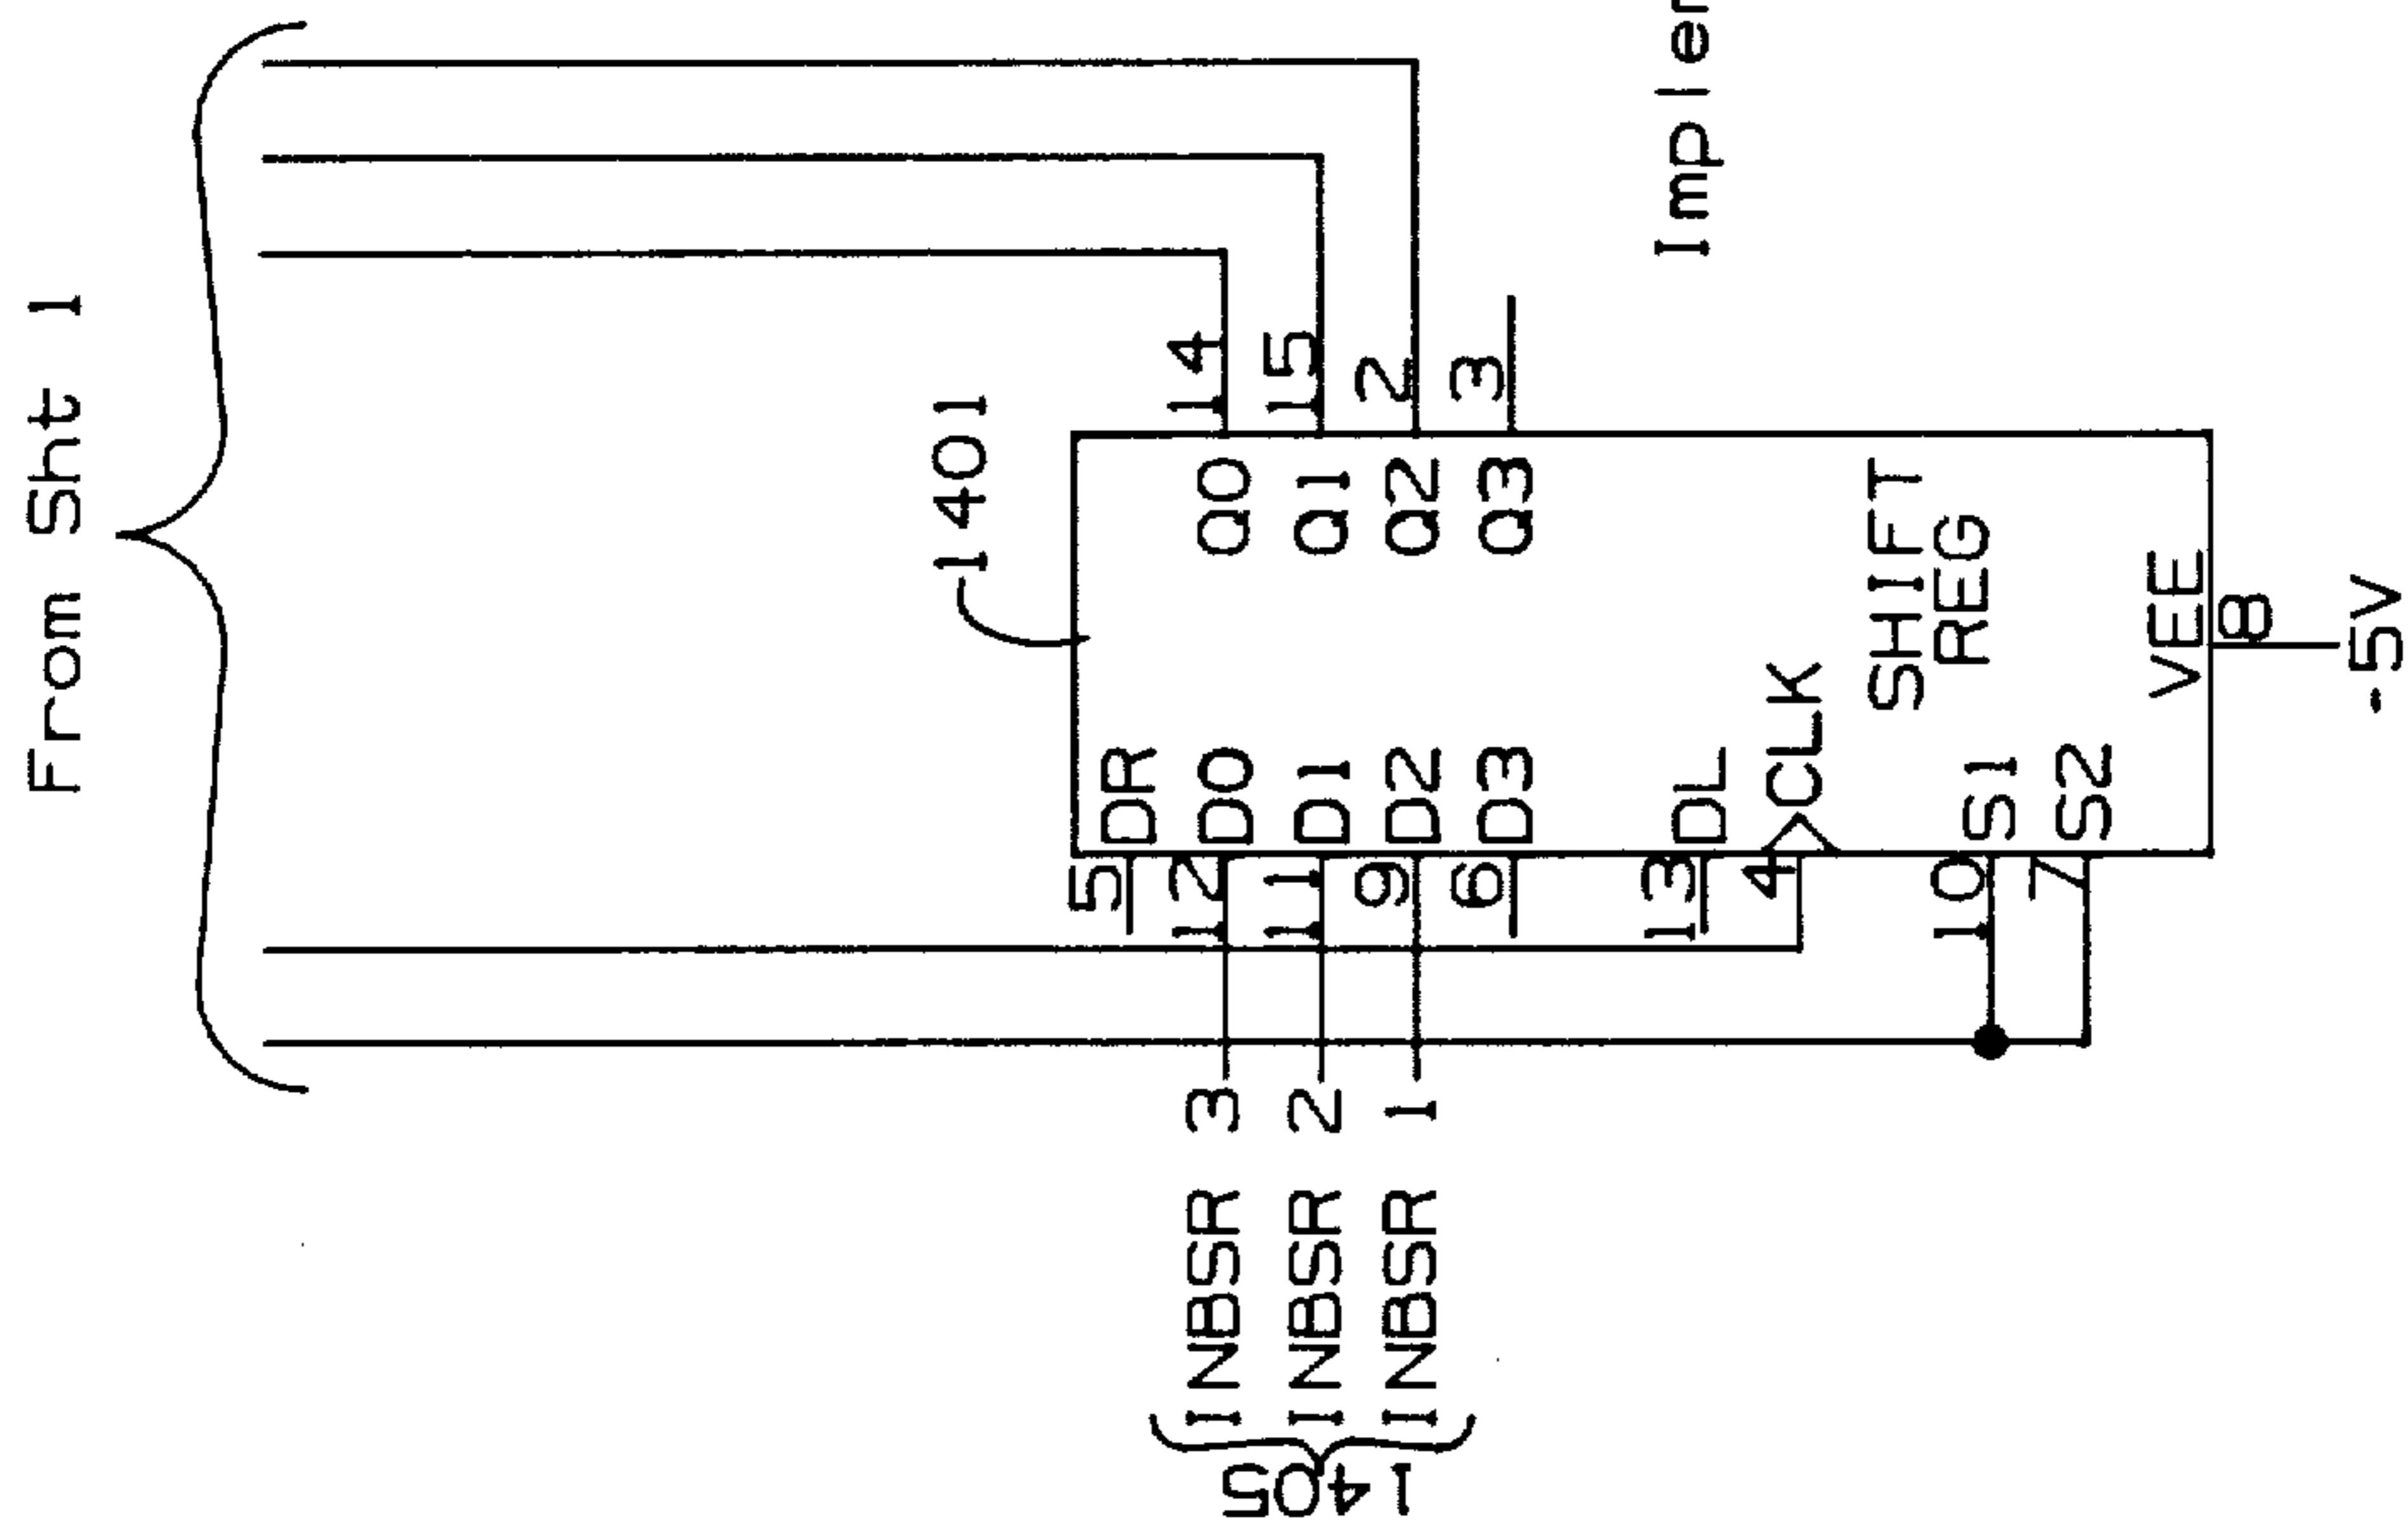 From Sht 1
1401
5 DR
12 D0
Q0 14
11 D1
Q1 15
9 D2
Q2 2
6 D3
Q3 3
13 DL
4 CLK
SHIFT
REG
10 S1
7 S2
VEE
8
-5V
INBSR 3
INBSR 2
INBSR 1
1405